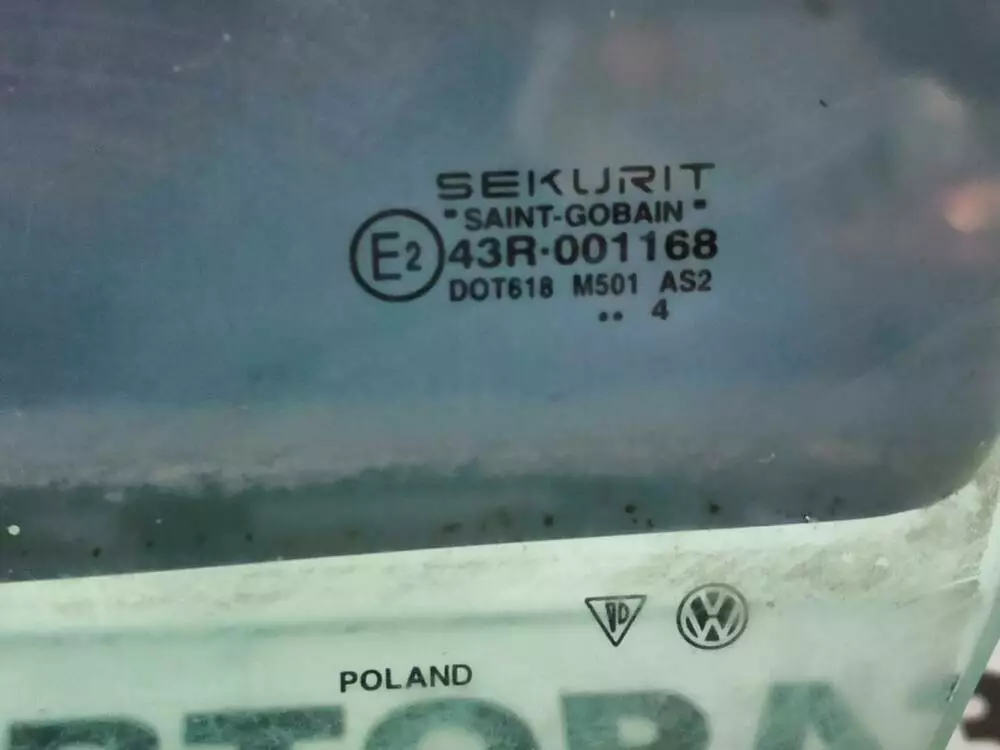 SEKURIT
"SAINT-GOBAIN"
E2 43R-001168
DOT618 M501 AS2
•• 4
POLAND